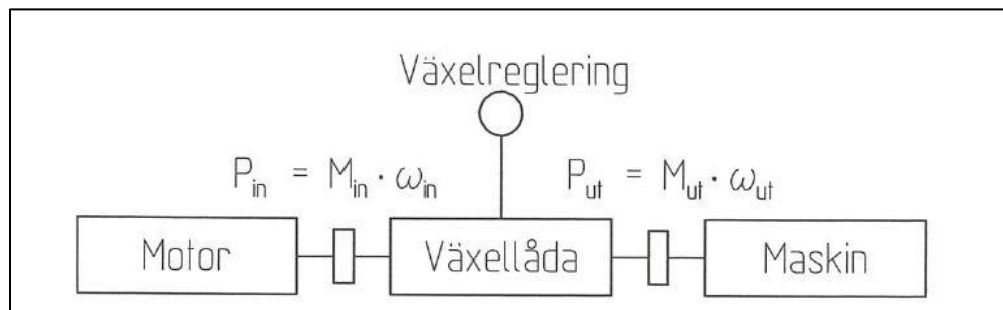 Växelreglering
P_in = M_in · ω_in
P_ut = M_ut · ω_ut
Motor
Växellåda
Maskin